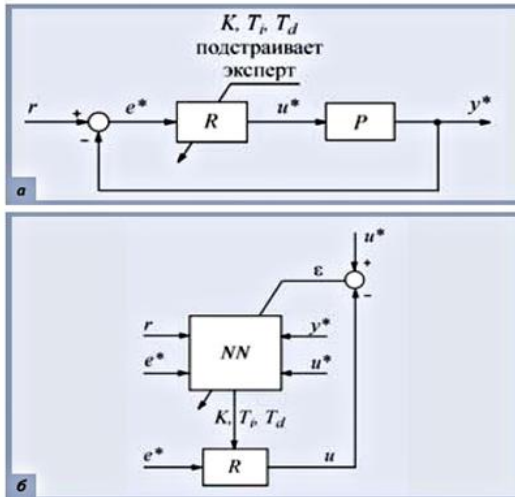 K, Tᵢ, T_d
подстраивает
эксперт
r
+
−
e*
R
u*
P
y*
а
u*
+
−
ε
r
NN
y*
e*
u*
K, Tᵢ, T_d
e*
R
u
б